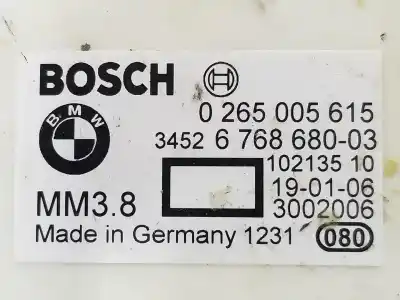 BOSCH
BMW
0 265 005 615
3452 6 768 680-03
102135 10
19-01-06
MM3.8
3002006
Made in Germany 1231
080